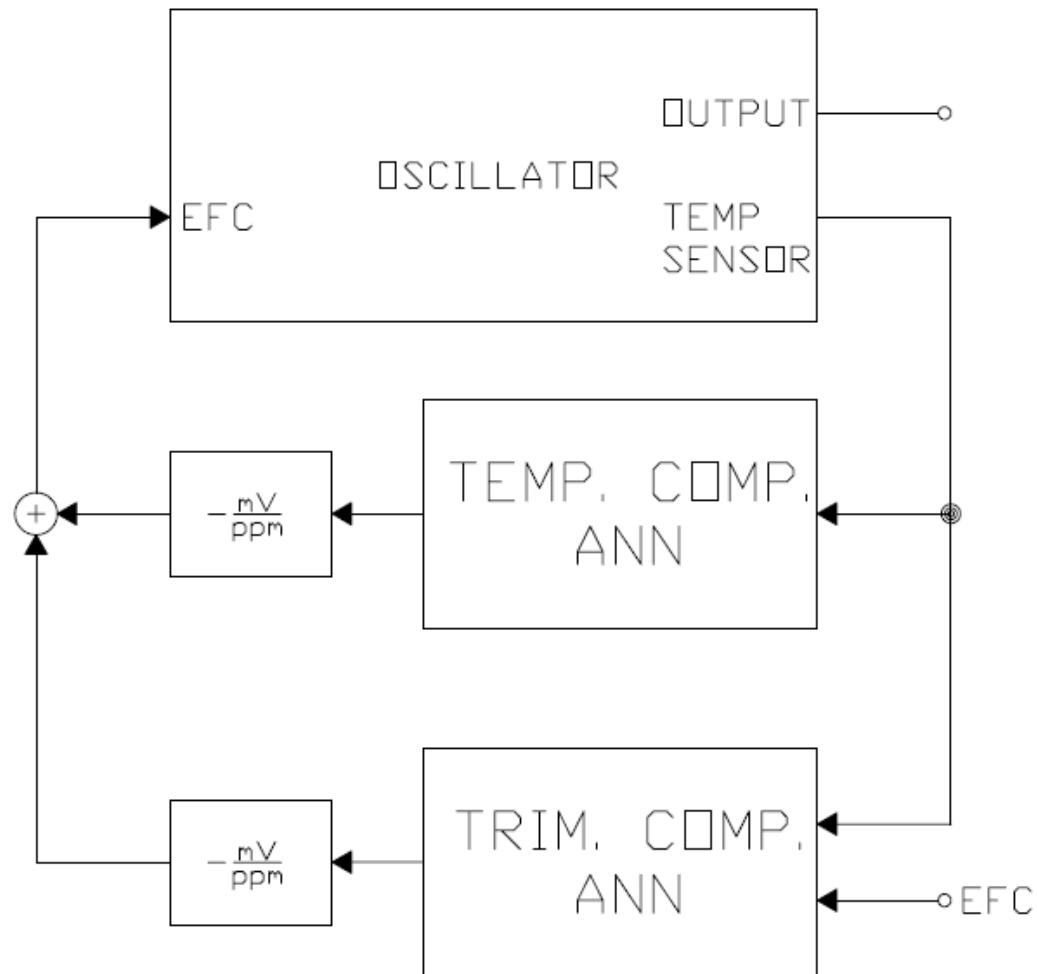 OUTPUT
OSCILLATOR
EFC
TEMP
SENSOR
TEMP. COMP.
ANN
-mV
ppm
+
TRIM. COMP.
ANN
-mV
ppm
EFC